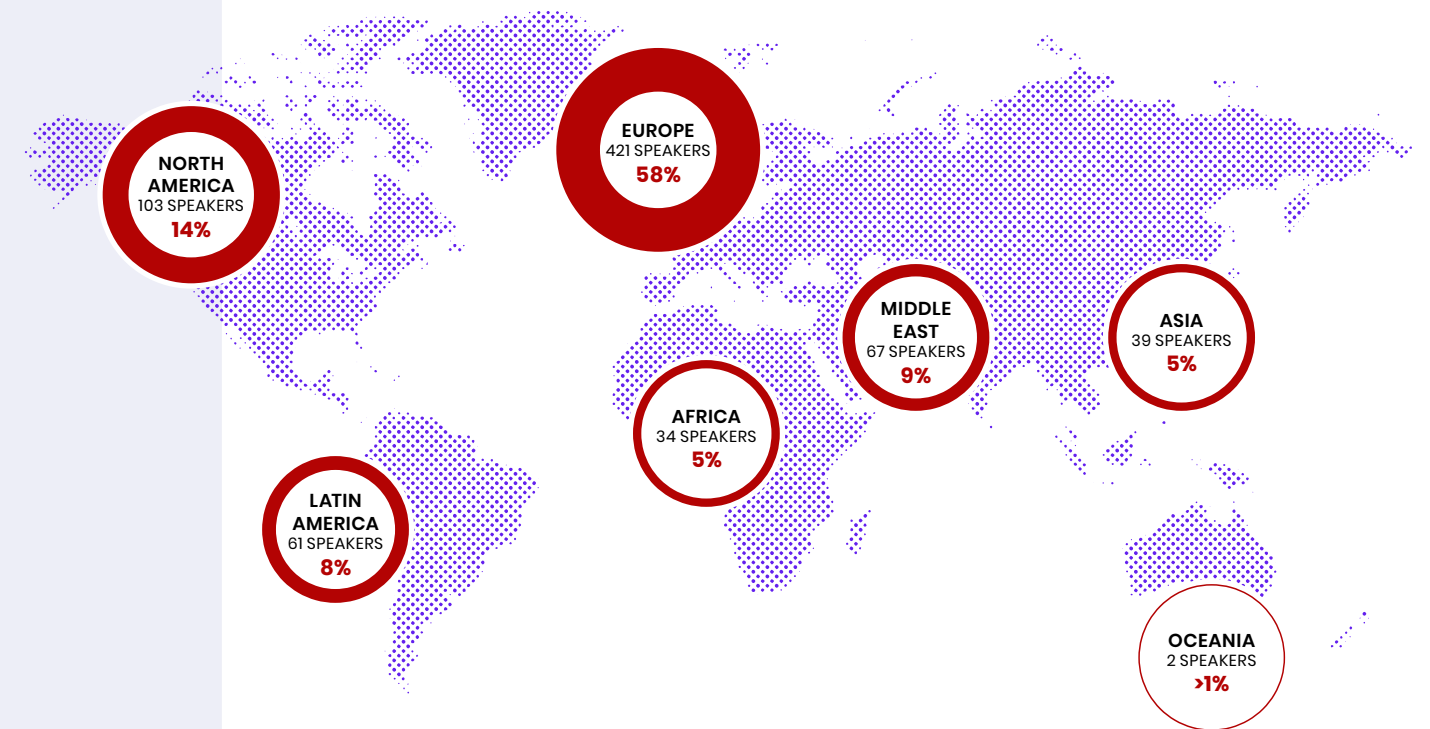 EUROPE
421 SPEAKERS
58%
NORTH
AMERICA
103 SPEAKERS
14%
MIDDLE
EAST
67 SPEAKERS
9%
ASIA
39 SPEAKERS
5%
AFRICA
34 SPEAKERS
5%
LATIN
AMERICA
61 SPEAKERS
8%
OCEANIA
2 SPEAKERS
>1%